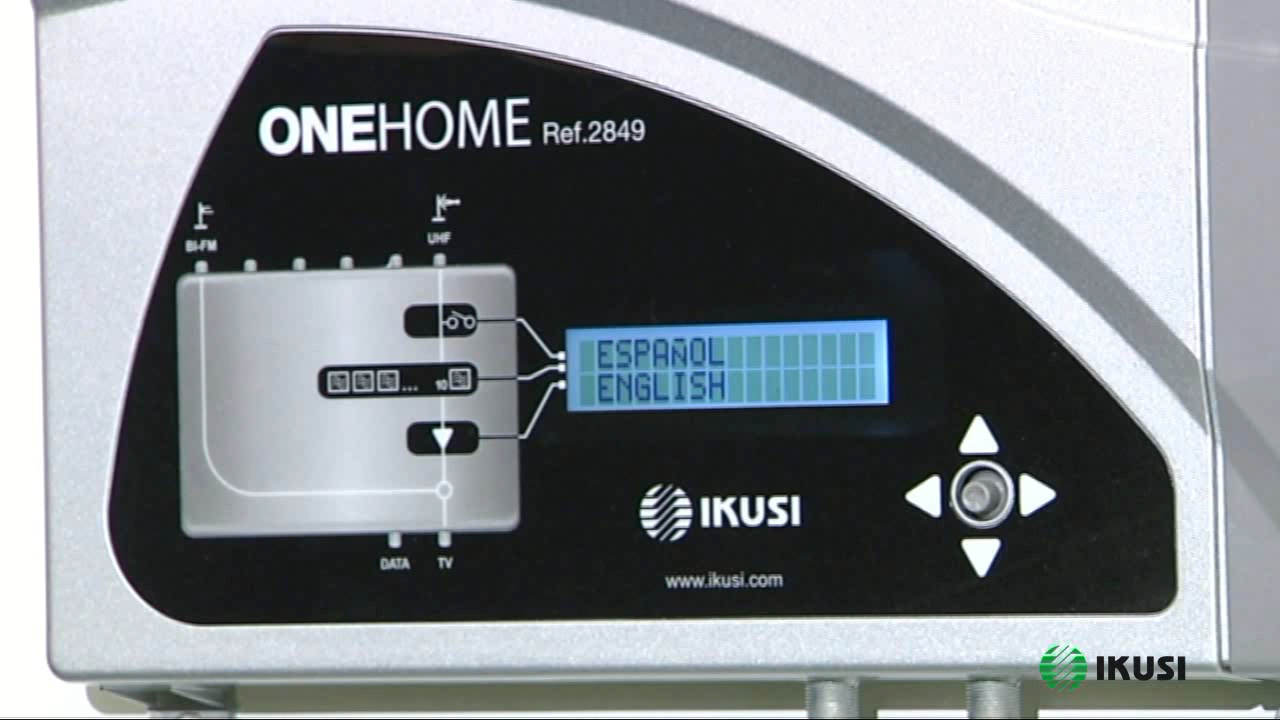 ONEHOME Ref.2849
BI-FM
UHF
10
ESPAÑOL
ENGLISH
IKUSI
DATA TV
www.ikusi.com
IKUSI